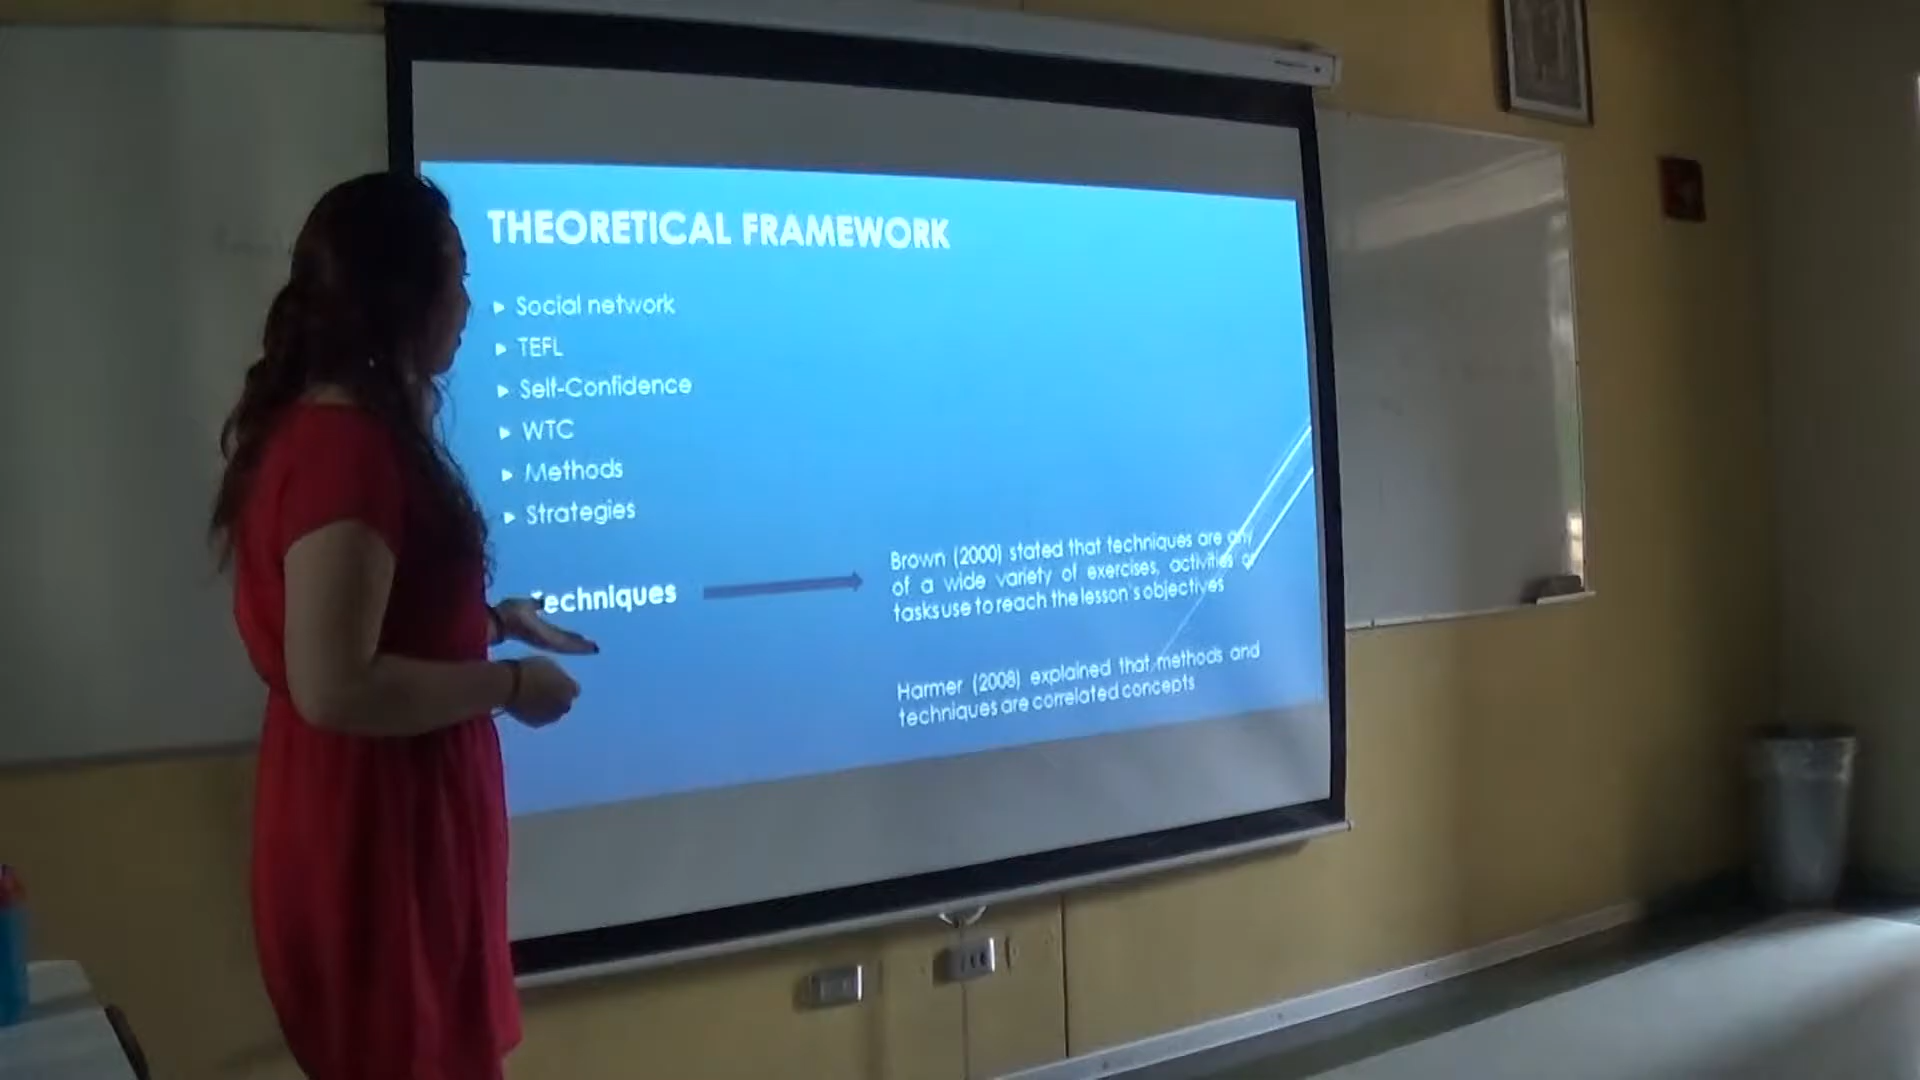 THEORETICAL FRAMEWORK
Social network
TEFL
Self-Confidence
WTC
Methods
Strategies
Techniques
Brown (2000) stated that techniques are any
of a wide variety of exercises, activities or
tasks use to reach the lesson's objectives
Harmer (2008) explained that methods and
techniques are correlated concepts